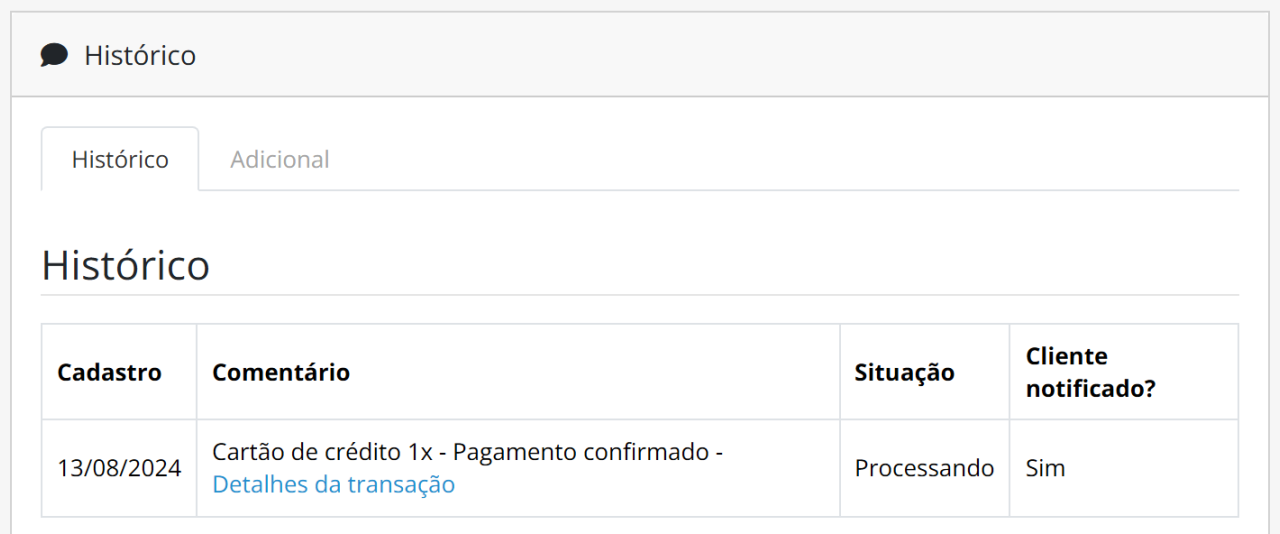 Histórico
Histórico Adicional
Histórico
Cadastro Comentário Situação Cliente notificado?
13/08/2024 Cartão de crédito 1x - Pagamento confirmado -
Detalhes da transação Processando Sim